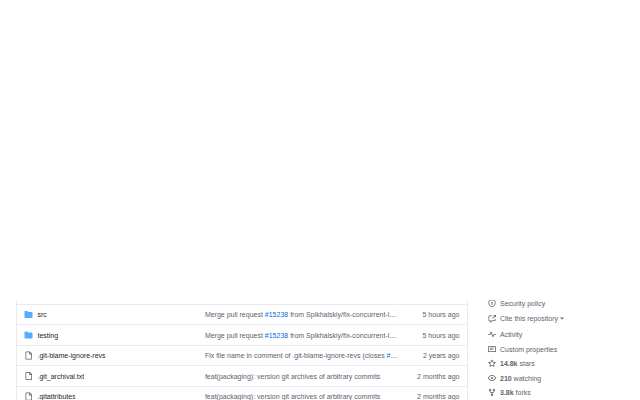 src Merge pull request #15238 from Spikhalskiy/fix-concurrent-l... 5 hours ago
testing Merge pull request #15238 from Spikhalskiy/fix-concurrent-l... 5 hours ago
.git-blame-ignore-revs Fix file name in comment of .git-blame-ignore-revs (closes #... 2 years ago
.git_archival.txt feat(packaging): version git archives of arbitrary commits 2 months ago
.gitattributes feat(packaging): version git archives of arbitrary commits 2 months ago
Security policy
Cite this repository
Activity
Custom properties
14.8k stars
210 watching
3.8k forks